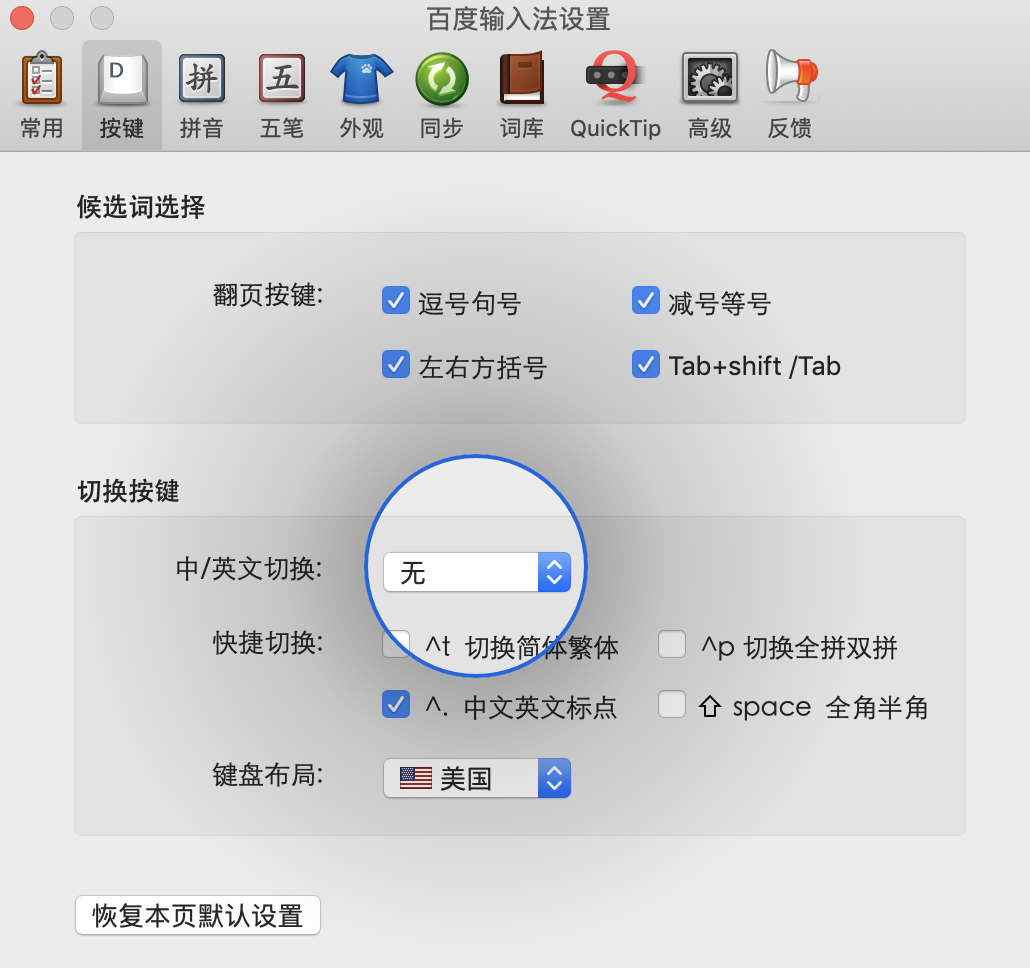 百度输入法设置
D 拼 五 Q
常用 按键 拼音 五笔 外观 同步 词库 QuickTip 高级 反馈
候选词选择
翻页按键: 逗号句号 减号等号
左右方括号 Tab+shift /Tab
切换按键
中/英文切换: 无
快捷切换: ^t 切换简体繁体 ^p 切换全拼双拼
^. 中文英文标点 ⇧ space 全角半角
键盘布局: 美国
恢复本页默认设置